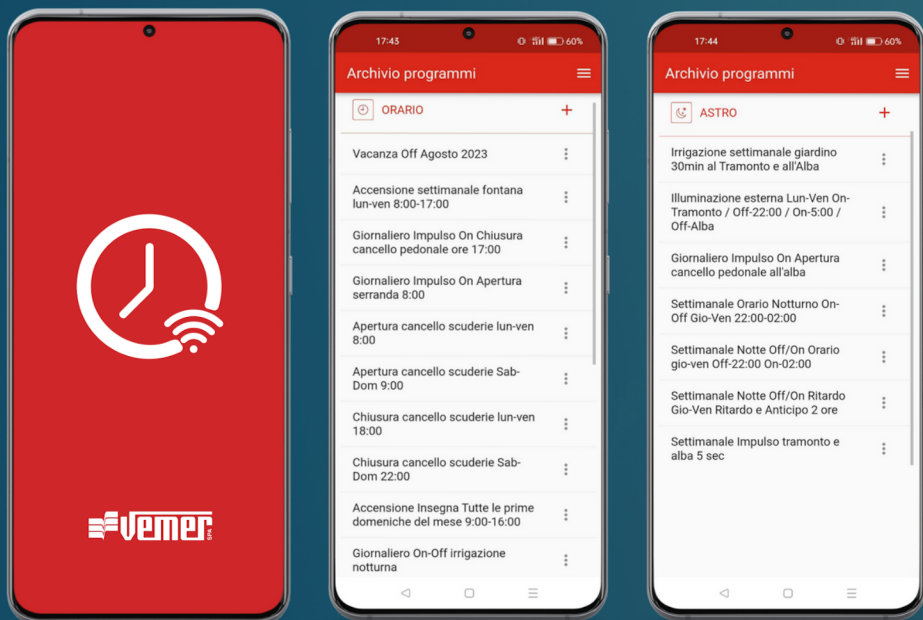 vemer SPA
17:43
60%
Archivio programmi
ORARIO
+
Vacanza Off Agosto 2023
Accensione settimanale fontana
lun-ven 8:00-17:00
Giornaliero Impulso On Chiusura
cancello pedonale ore 17:00
Giornaliero Impulso On Apertura
serranda 8:00
Apertura cancello scuderie lun-ven
8:00
Apertura cancello scuderie Sab-
Dom 9:00
Chiusura cancello scuderie lun-ven
18:00
Chiusura cancello scuderie Sab-
Dom 22:00
Accensione Insegna Tutte le prime
domeniche del mese 9:00-16:00
Giornaliero On-Off irrigazione
notturna
17:44
60%
Archivio programmi
ASTRO
+
Irrigazione settimanale giardino
30min al Tramonto e all'Alba
Illuminazione esterna Lun-Ven On-
Tramonto / Off-22:00 / On-5:00 /
Off-Alba
Giornaliero Impulso On Apertura
cancello pedonale all'alba
Settimanale Orario Notturno On-
Off Gio-Ven 22:00-02:00
Settimanale Notte Off/On Orario
gio-ven Off-22:00 On-02:00
Settimanale Notte Off/On Ritardo
Gio-Ven Ritardo e Anticipo 2 ore
Settimanale Impulso tramonto e
alba 5 sec